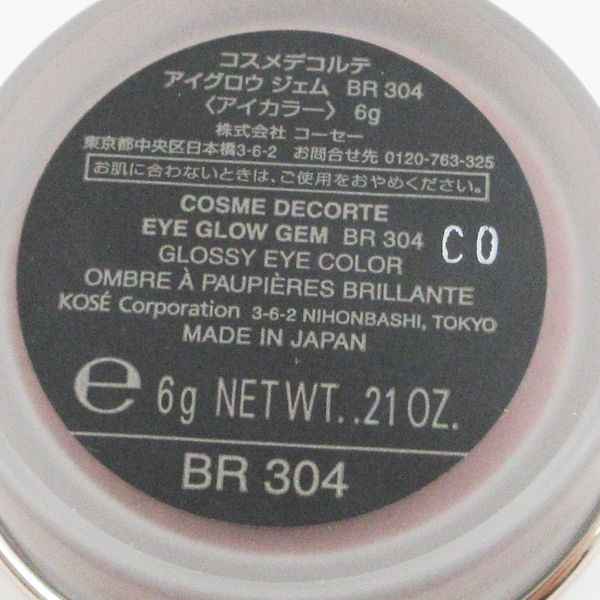 コスメデコルテ
アイグロウ ジェム BR 304
〈アイカラー〉 6g
株式会社 コーセー
東京都中央区日本橋3-6-2 お問合せ先 0120-763-325
お肌に合わないときは、ご使用をおやめください。
COSME DECORTE
EYE GLOW GEM BR 304 CO
GLOSSY EYE COLOR
OMBRE À PAUPIÈRES BRILLANTE
KOSÉ Corporation 3-6-2 NIHONBASHI, TOKYO
MADE IN JAPAN
℮ 6g NET WT. .21 OZ.
BR 304